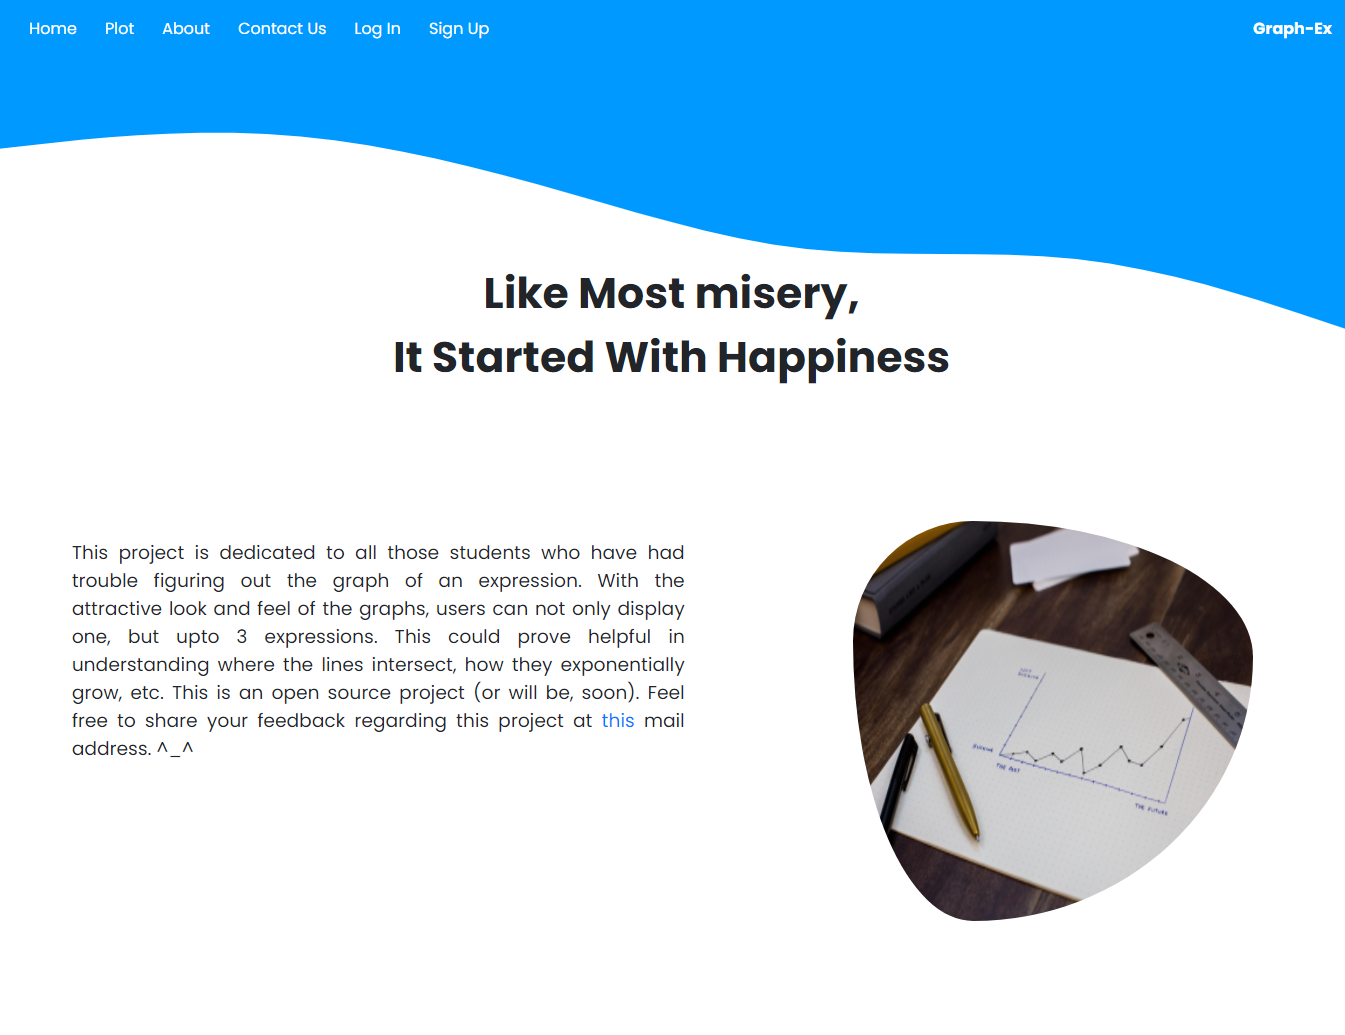 Home Plot About Contact Us Log In Sign Up Graph-Ex
Like Most misery,
It Started With Happiness
This project is dedicated to all those students who have had
trouble figuring out the graph of an expression. With the
attractive look and feel of the graphs, users can not only display
one, but upto 3 expressions. This could prove helpful in
understanding where the lines intersect, how they exponentially
grow, etc. This is an open source project (or will be, soon). Feel
free to share your feedback regarding this project at this mail
address. ^_^
THE PAST
THE FUTURE